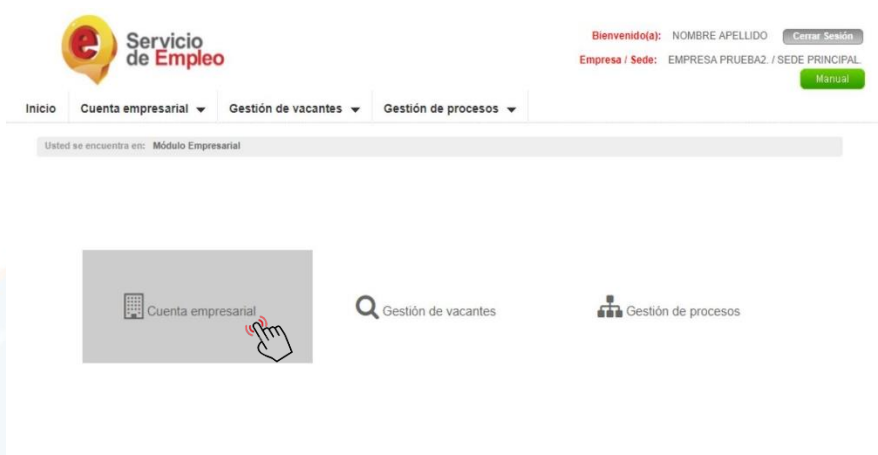 e Servicio
de Empleo
Bienvenido(a): NOMBRE APELLIDO Cerrar Sesión
Empresa / Sede: EMPRESA PRUEBA2. / SEDE PRINCIPAL.
Manual
Inicio Cuenta empresarial Gestión de vacantes Gestión de procesos
Usted se encuentra en: Módulo Empresarial
Cuenta empresarial Gestión de vacantes Gestión de procesos